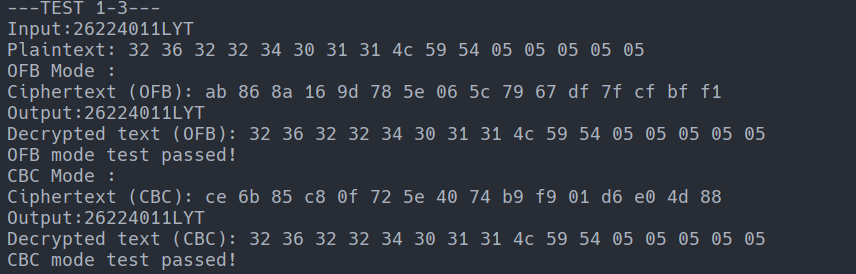 ---TEST 1-3---
Input:26224011LYT
Plaintext: 32 36 32 32 34 30 31 31 4c 59 54 05 05 05 05 05
OFB Mode :
Ciphertext (OFB): ab 86 8a 16 9d 78 5e 06 5c 79 67 df 7f cf bf f1
Output:26224011LYT
Decrypted text (OFB): 32 36 32 32 34 30 31 31 4c 59 54 05 05 05 05 05
OFB mode test passed!
CBC Mode :
Ciphertext (CBC): ce 6b 85 c8 0f 72 5e 40 74 b9 f9 01 d6 e0 4d 88
Output:26224011LYT
Decrypted text (CBC): 32 36 32 32 34 30 31 31 4c 59 54 05 05 05 05 05
CBC mode test passed!